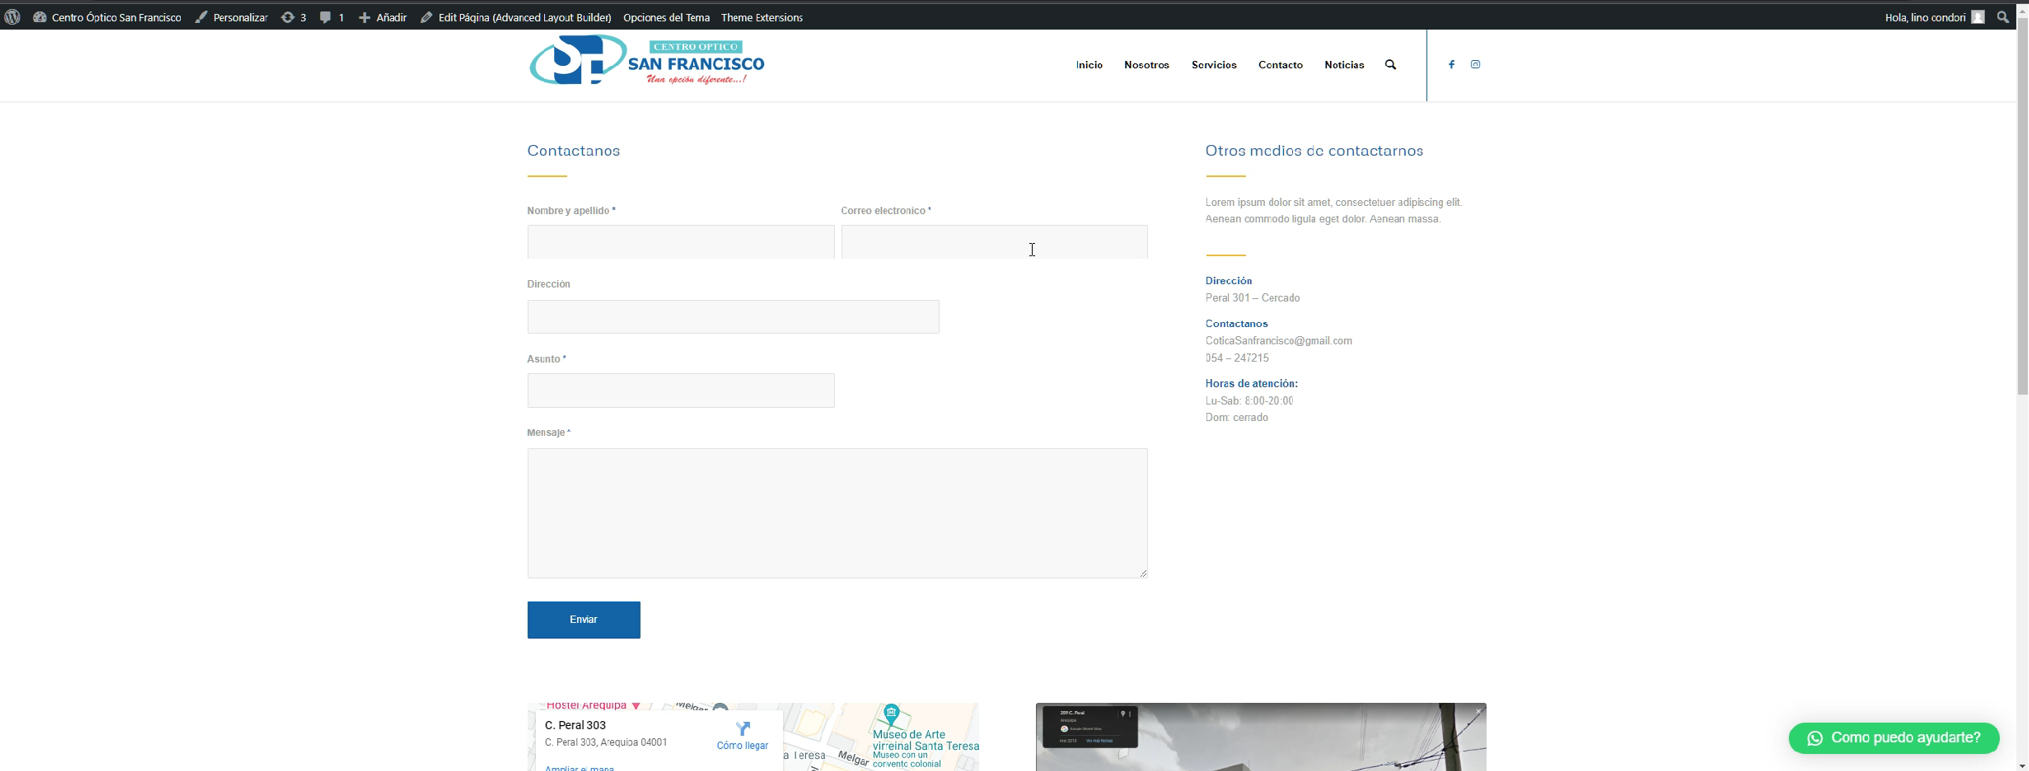 Centro Óptico San Francisco Personalizar 3 1 Añadir Edit Página (Advanced Layout Builder) Opciones del Tema Theme Extensions Hola, lino condori
SF CENTRO OPTICO
SAN FRANCISCO
Una opción diferente...!
Inicio Nosotros Servicios Contacto Noticias
Contactanos
Nombre y apellido * Correo electronico *
Dirección
Asunto *
Mensaje *
Enviar
Otros medios de contactarnos
Lorem ipsum dolor sit amet, consectetuer adipiscing elit.
Aenean commodo ligula eget dolor. Aenean massa.
Dirección
Peral 301 – Cercado
Contactanos
CoticaSanfrancisco@gmail.com
054 – 247215
Horas de atención:
Lu-Sab: 8:00-20:00
Dom: cerrado
Hostel Arequipa
Melgar
C. Peral 303
C. Peral 303, Arequipa 04001
Cómo llegar
Ampliar el mapa
a Teresa
Melgar
Museo de Arte
virreinal Santa Teresa
Museo con un
convento colonial
Como puedo ayudarte?